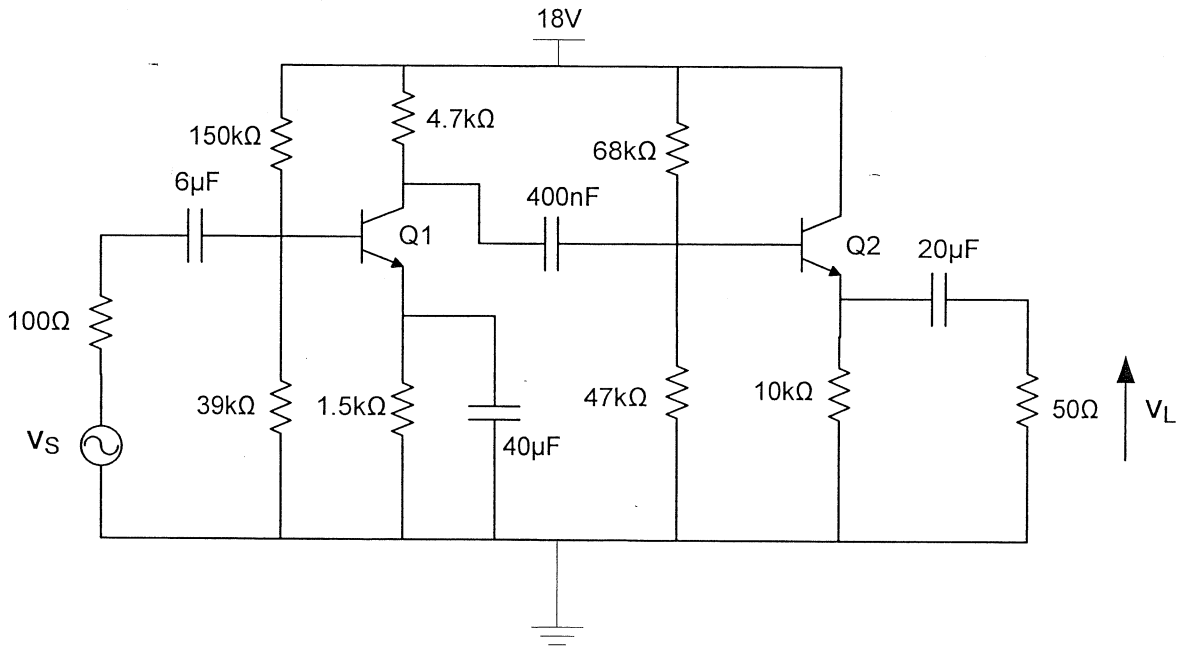 18V
150kΩ
4.7kΩ
68kΩ
6μF
400nF
Q1
Q2
20μF
100Ω
39kΩ
1.5kΩ
47kΩ
10kΩ
50Ω
vS
vL
40μF